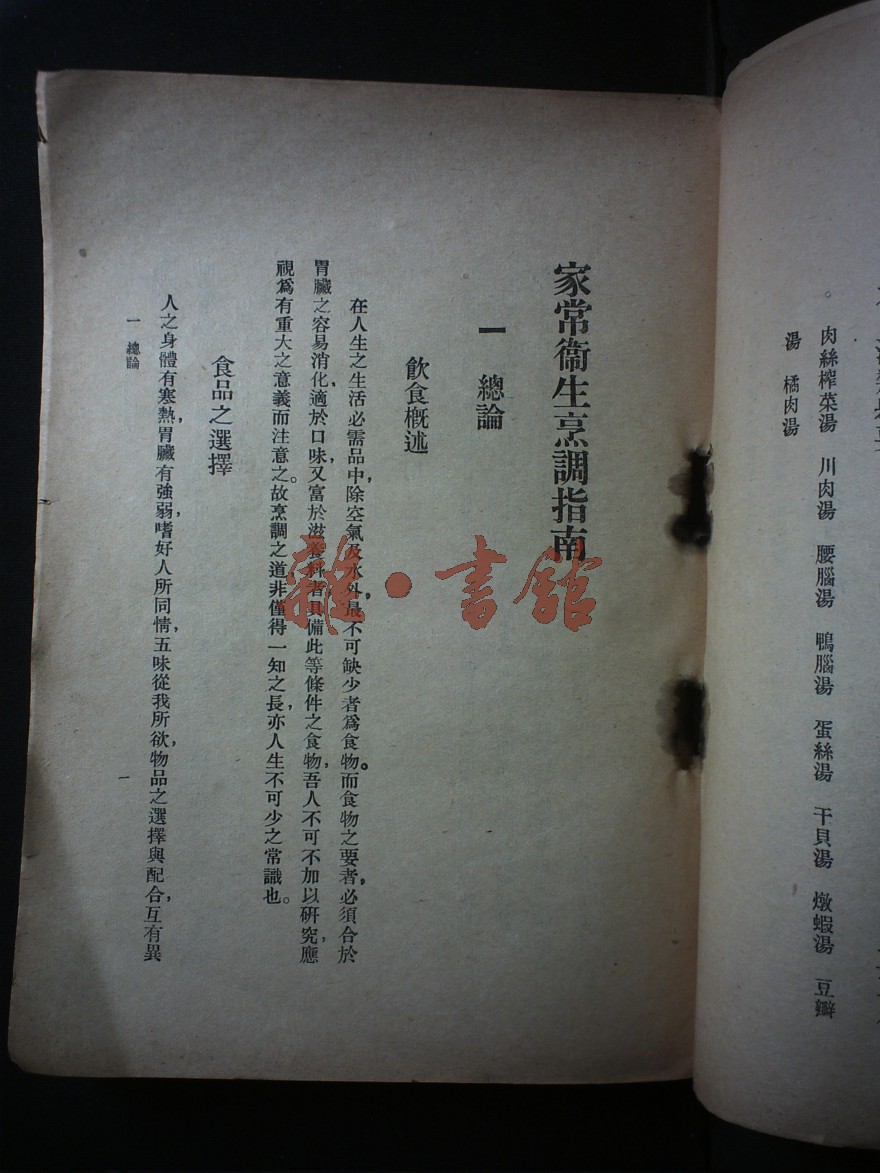 肉絲榨菜湯　川肉湯　腰腦湯　鴨腦湯　蛋絲湯　干貝湯　燉蝦湯　豆瓣
湯　橘肉湯
家常衞生烹調指南
一　總論
飲食概述
在人生之生活必需品中，除空氣及水外，最不可缺少者爲食物。而食物之要者，必須合於
胃臟之容易消化，適於口味，又富於滋養料者，具備此等條件之食物，吾人不可不加以研究，應
視爲有重大之意義而注意之。故烹調之道，非僅得一知之長，亦人生不可少之常識也。
食品之選擇
人之身體有寒熱，胃臟有強弱，嗜好人所同情，五味從我所欲，物品之選擇與配合，互有異
一　總論
一
雜·書館